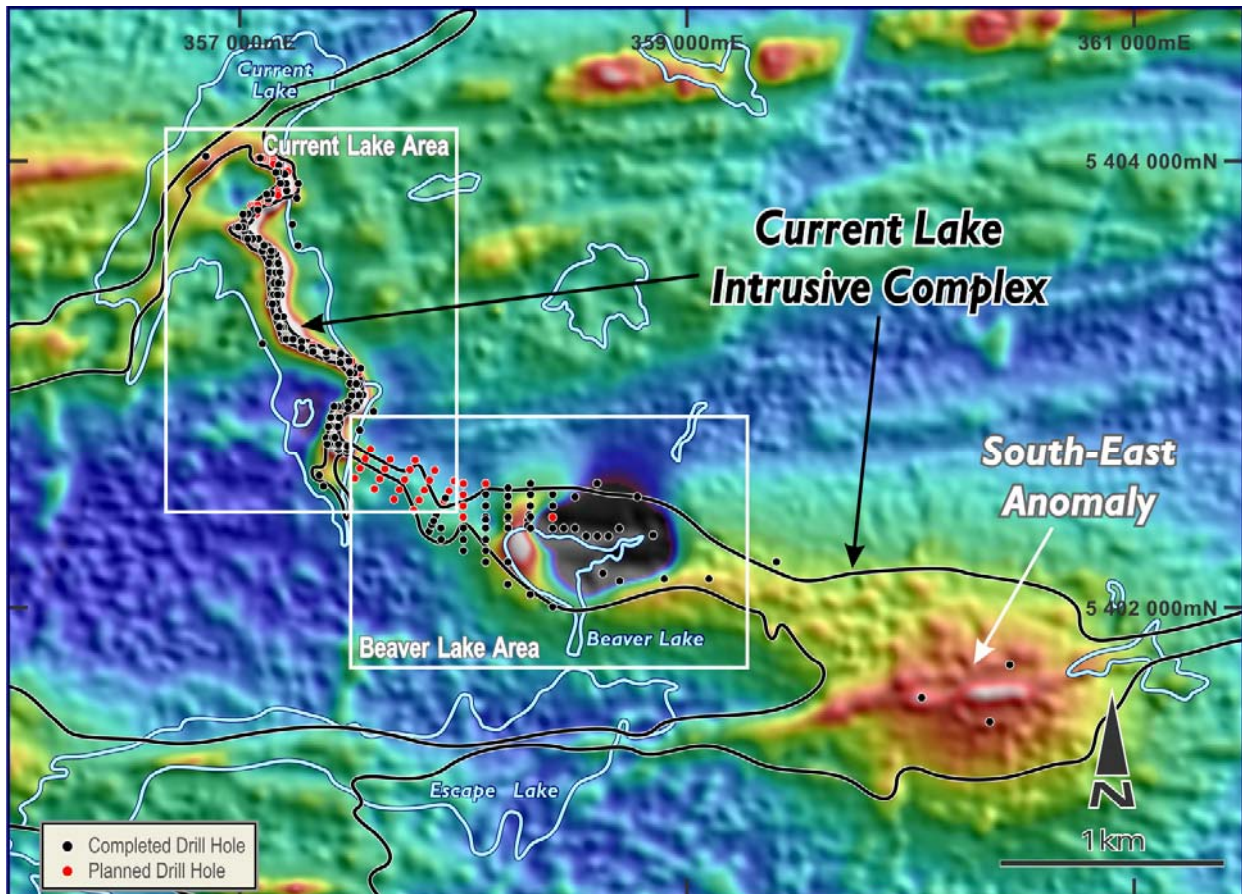 357 000mE
359 000mE
361 000mE
Current
Lake
Current Lake Area
5 404 000mN
Current Lake
Intrusive Complex
South-East
Anomaly
5 402 000mN
Beaver Lake
Beaver Lake Area
Escape Lake
N
1km
Completed Drill Hole
Planned Drill Hole